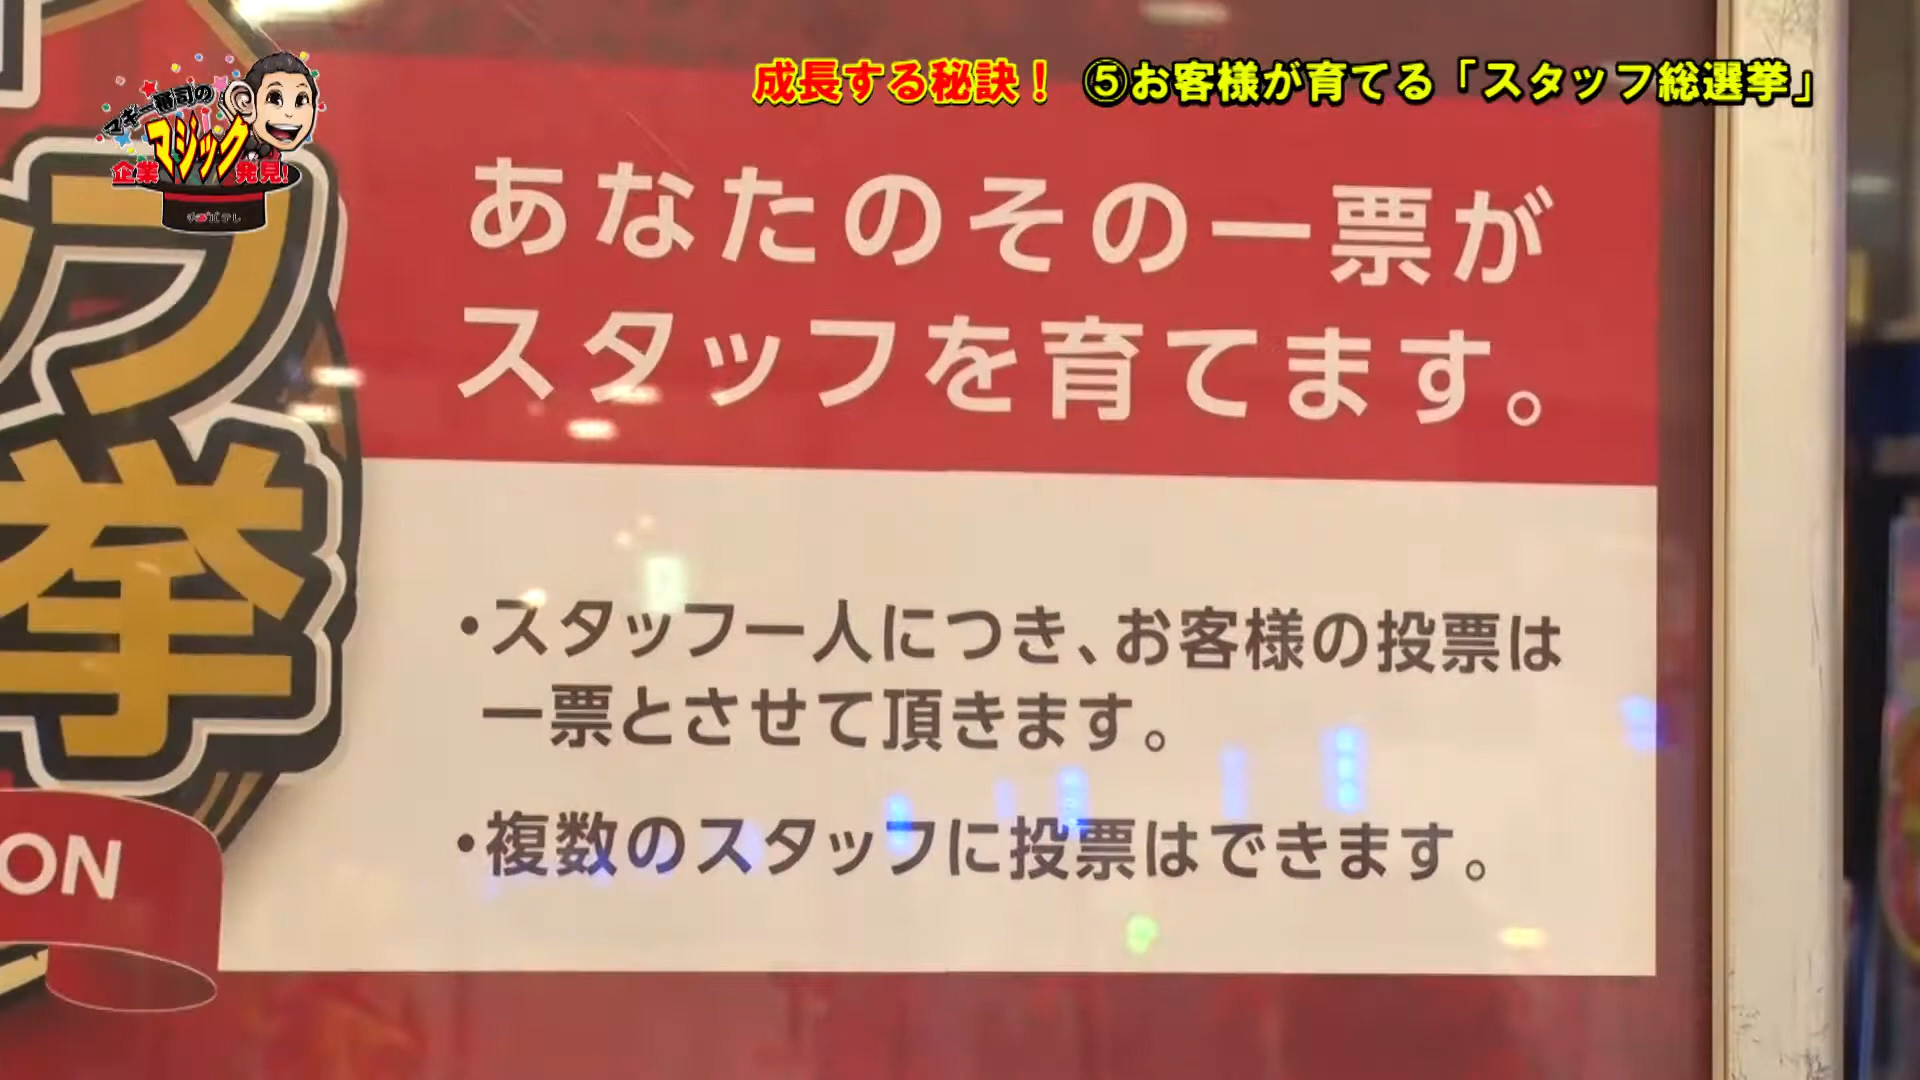 成長する秘訣！ ⑤お客様が育てる「スタッフ総選挙」
マギー審司の
マジック
企業 発見!
あなたのその一票が
スタッフを育てます。
フ
挙
・スタッフ一人につき、お客様の投票は
一票とさせて頂きます。
・複数のスタッフに投票はできます。
ON